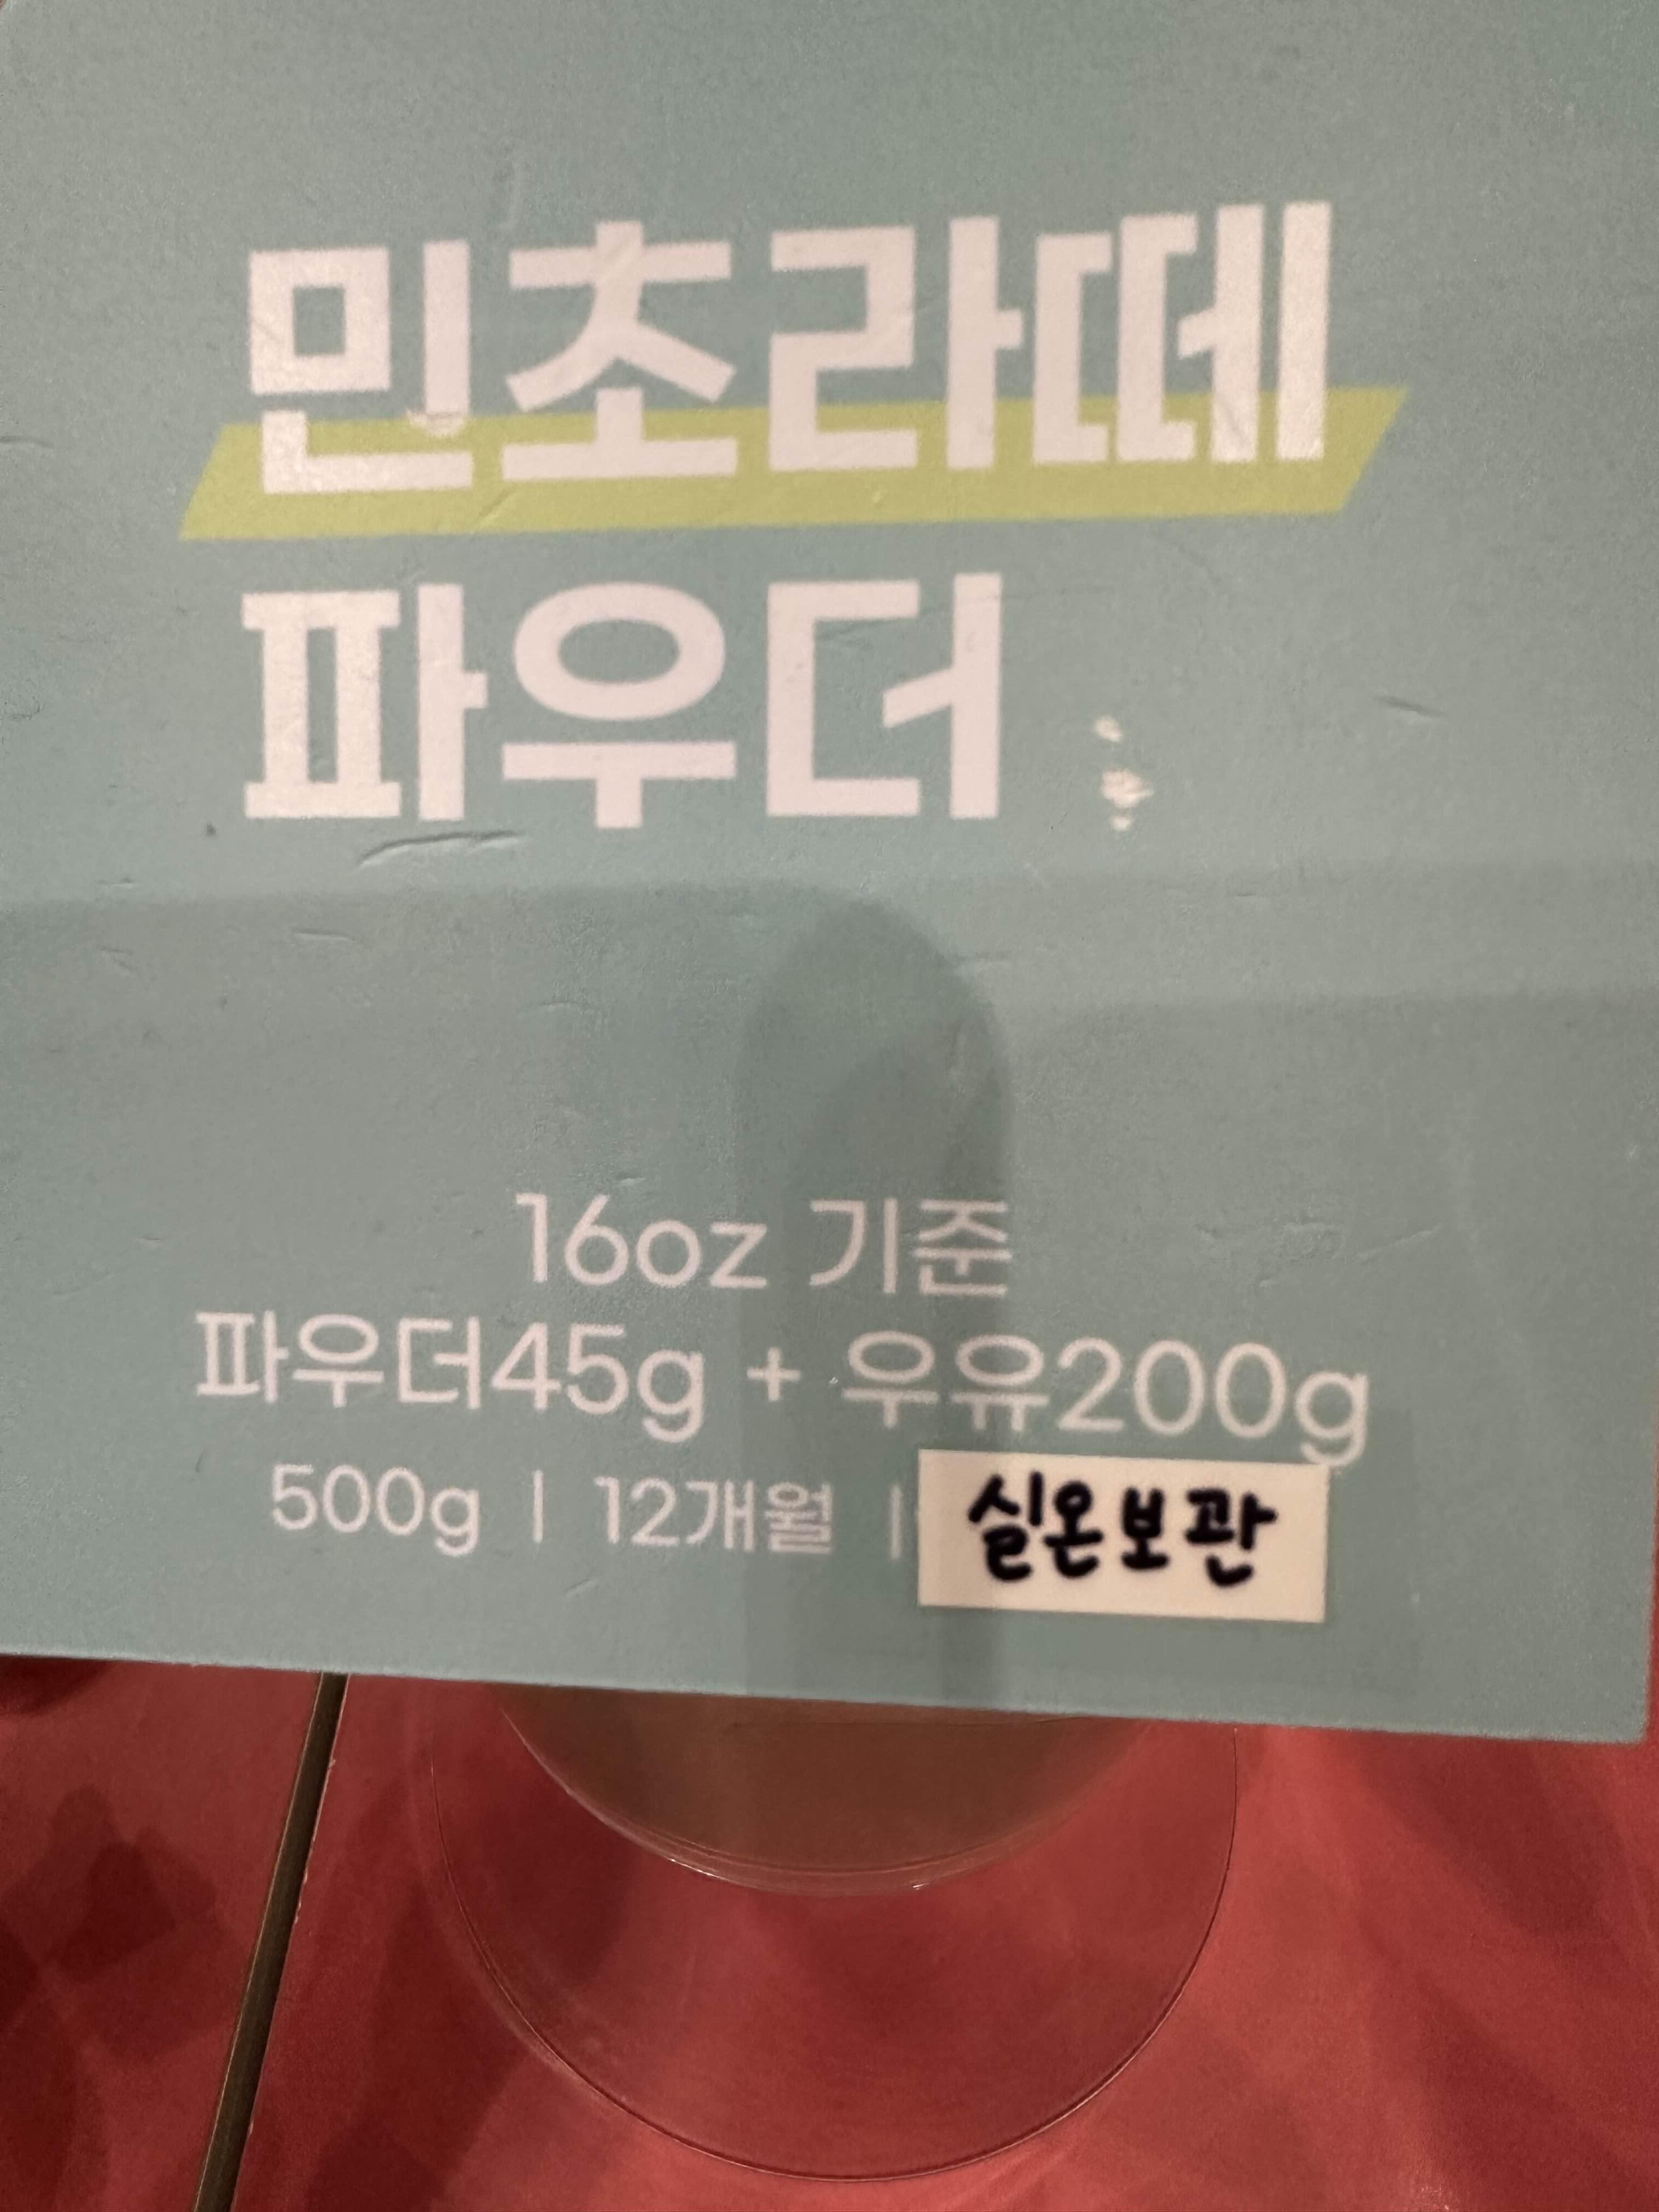 민초라떼
파우더
16oz 기준
파우더45g + 우유200g
500g | 12개월 | 실온보관